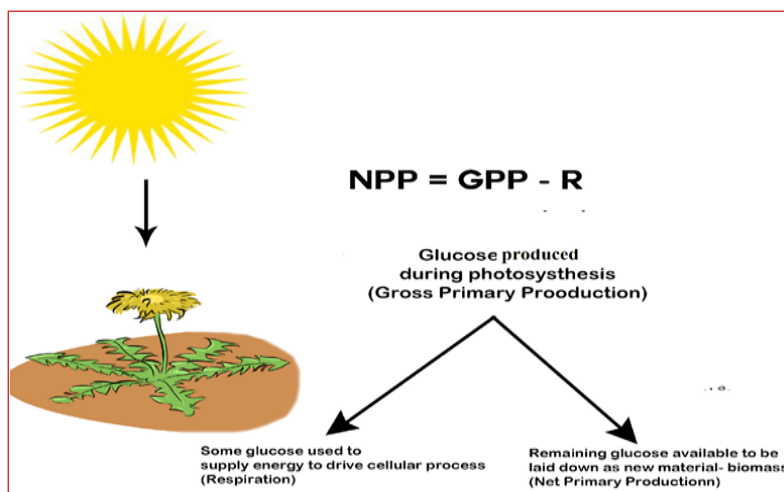 NPP = GPP - R
Glucose produced
during photosysthesis
(Gross Primary Prooduction)
Some glucose used to
supply energy to drive cellular process
(Respiration)
Remaining glucose available to be
laid down as new material- biomass
(Net Primary Productionn)